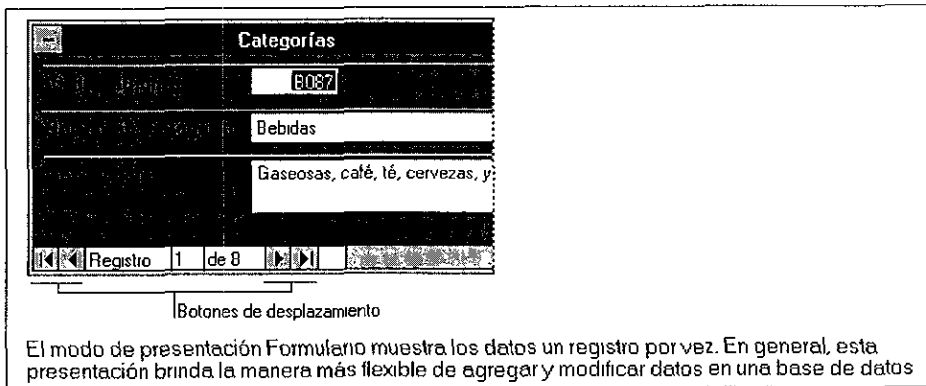 Categorías
B087
Bebidas
Gaseosas, café, té, cervezas, y
Registro 1 de 8
Botones de desplazamiento
El modo de presentación Formulario muestra los datos un registro por vez. En general, esta
presentación brinda la manera más flexible de agregar y modificar datos en una base de datos